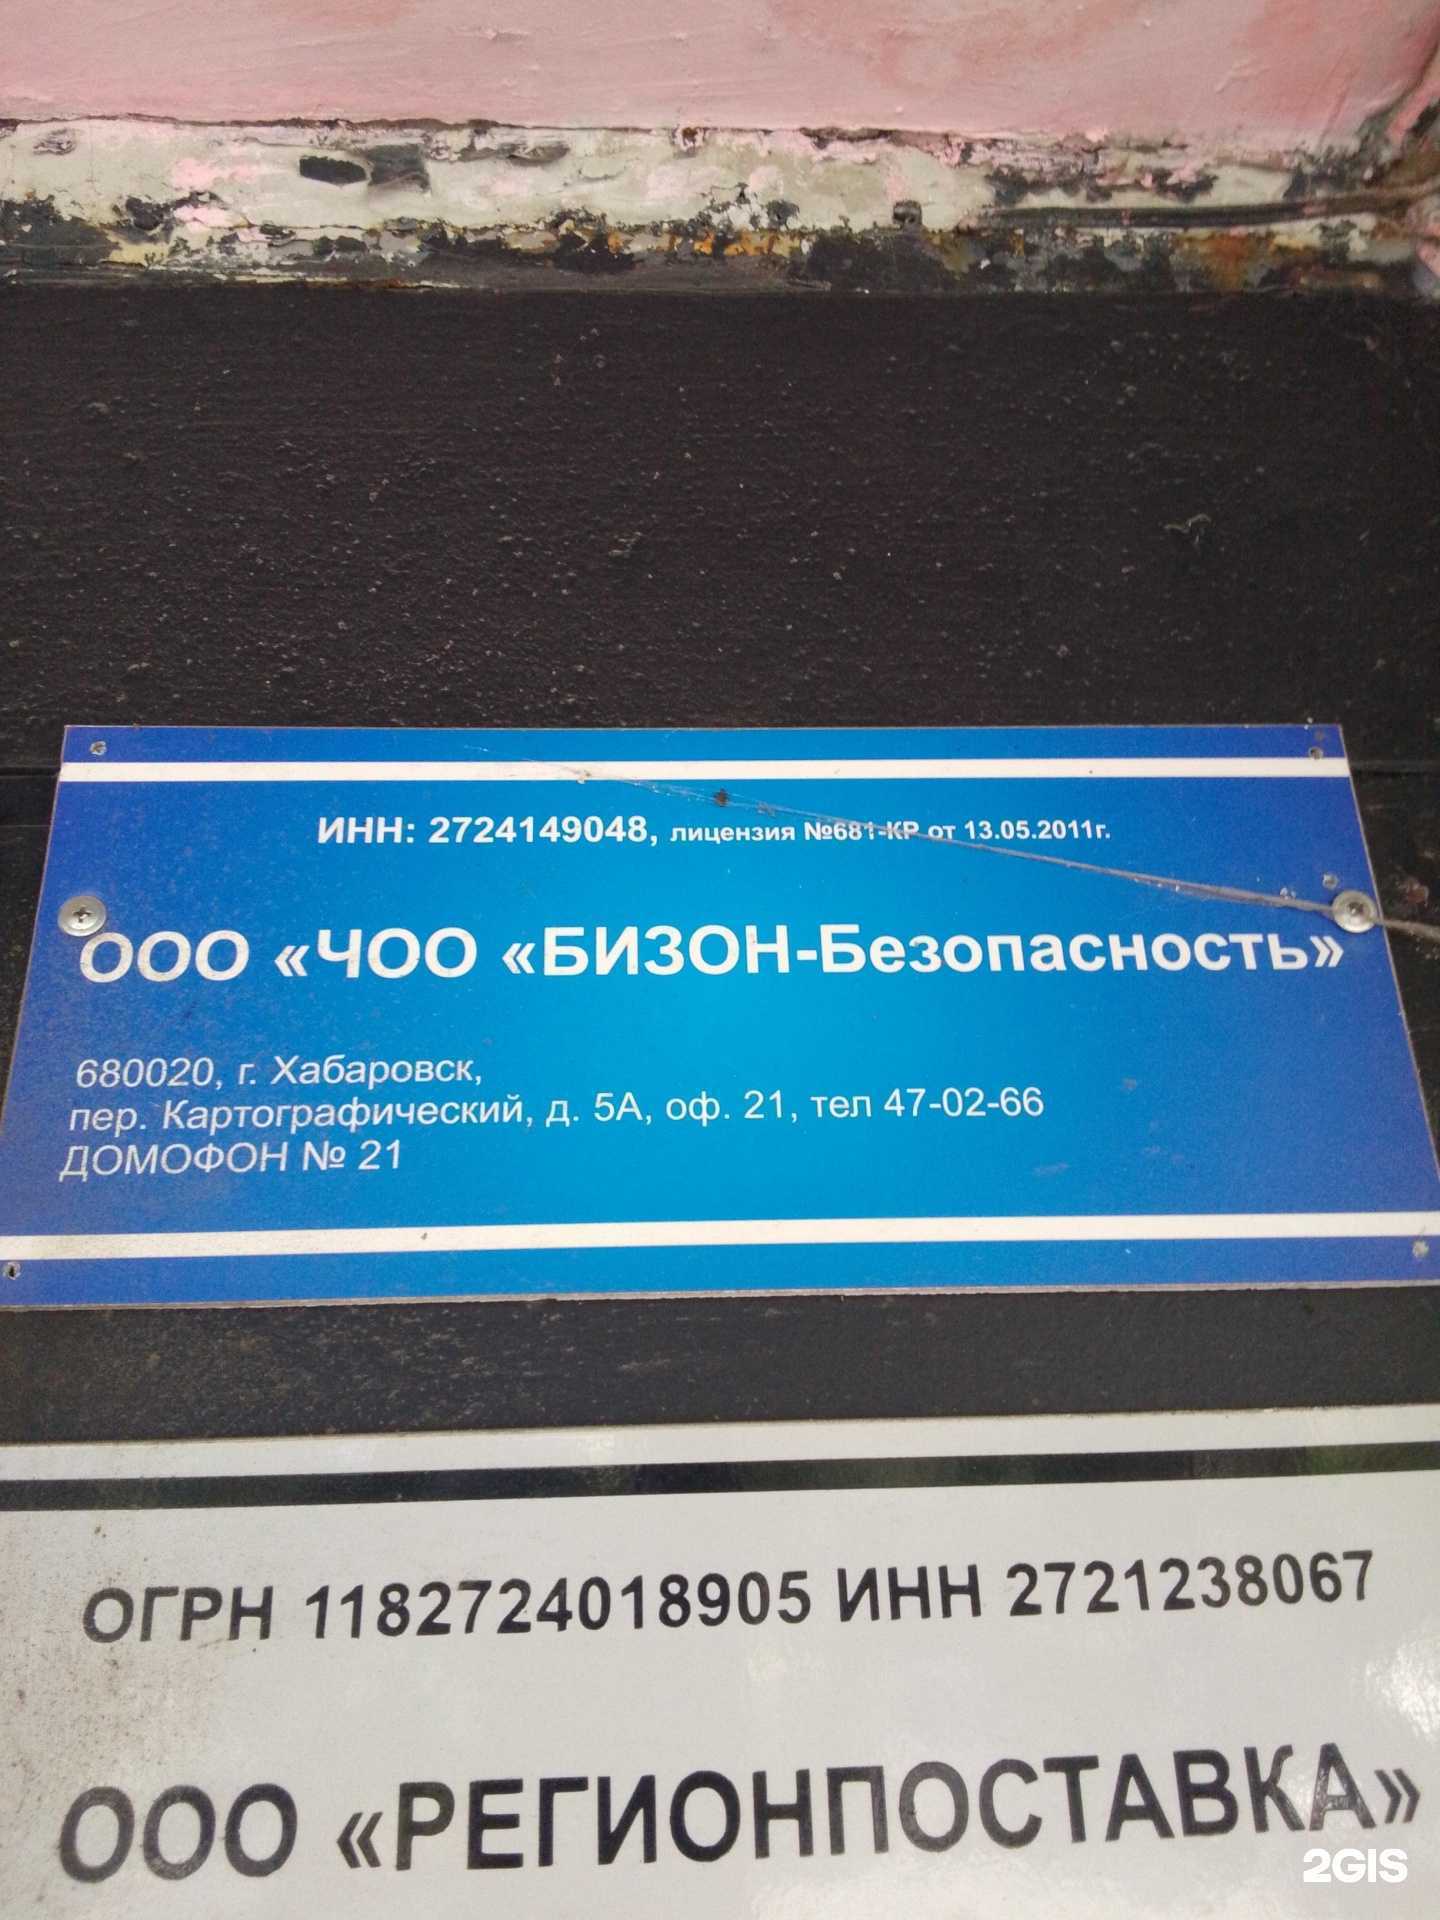 ИНН: 2724149048, лицензия №681-КР от 13.05.2011г.
ООО «ЧОО «БИЗОН-Безопасность»
680020, г. Хабаровск,
пер. Картографический, д. 5А, оф. 21, тел 47-02-66
ДОМОФОН № 21
ОГРН 1182724018905 ИНН 2721238067
ООО «РЕГИОНПОСТАВКА»
2GIS